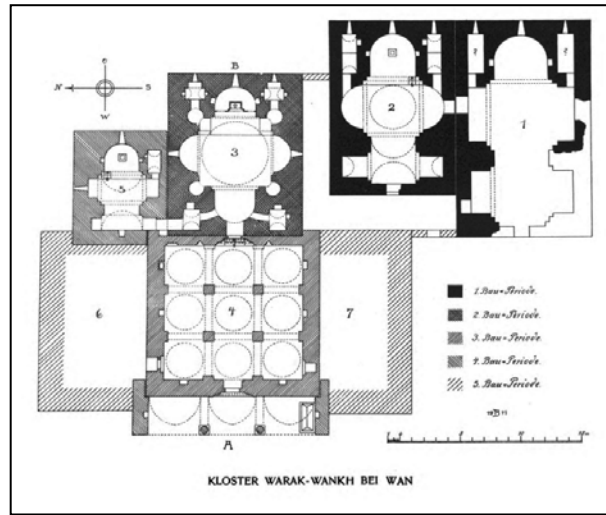 B
O
N S
W
2
1
3
5
6
4
7
A
1. Bau=Periode.
2. Bau=Periode.
3. Bau=Periode.
4. Bau=Periode.
5. Bau=Periode.
KLOSTER WARAK-WANKH BEI WAN